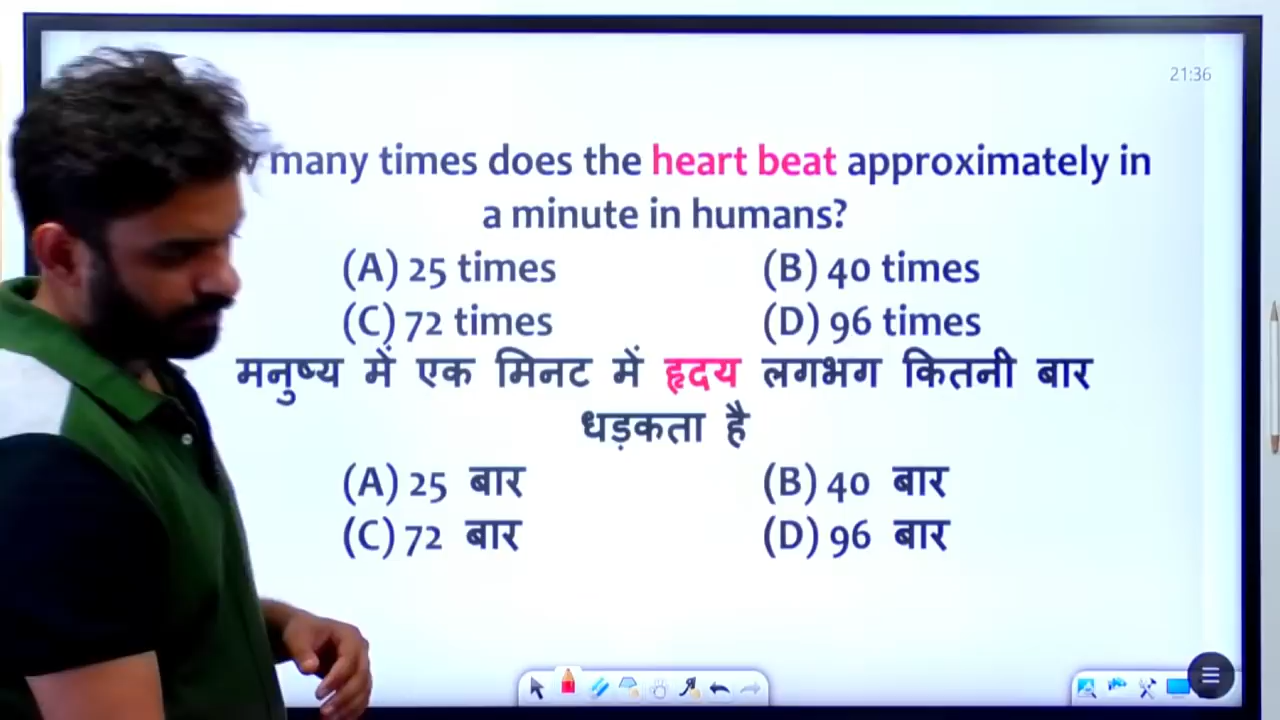 21:36
many times does the heart beat approximately in
a minute in humans?
(A) 25 times (B) 40 times
(C) 72 times (D) 96 times
मनुष्य में एक मिनट में हृदय लगभग कितनी बार
धड़कता है
(A) 25 बार (B) 40 बार
(C) 72 बार (D) 96 बार